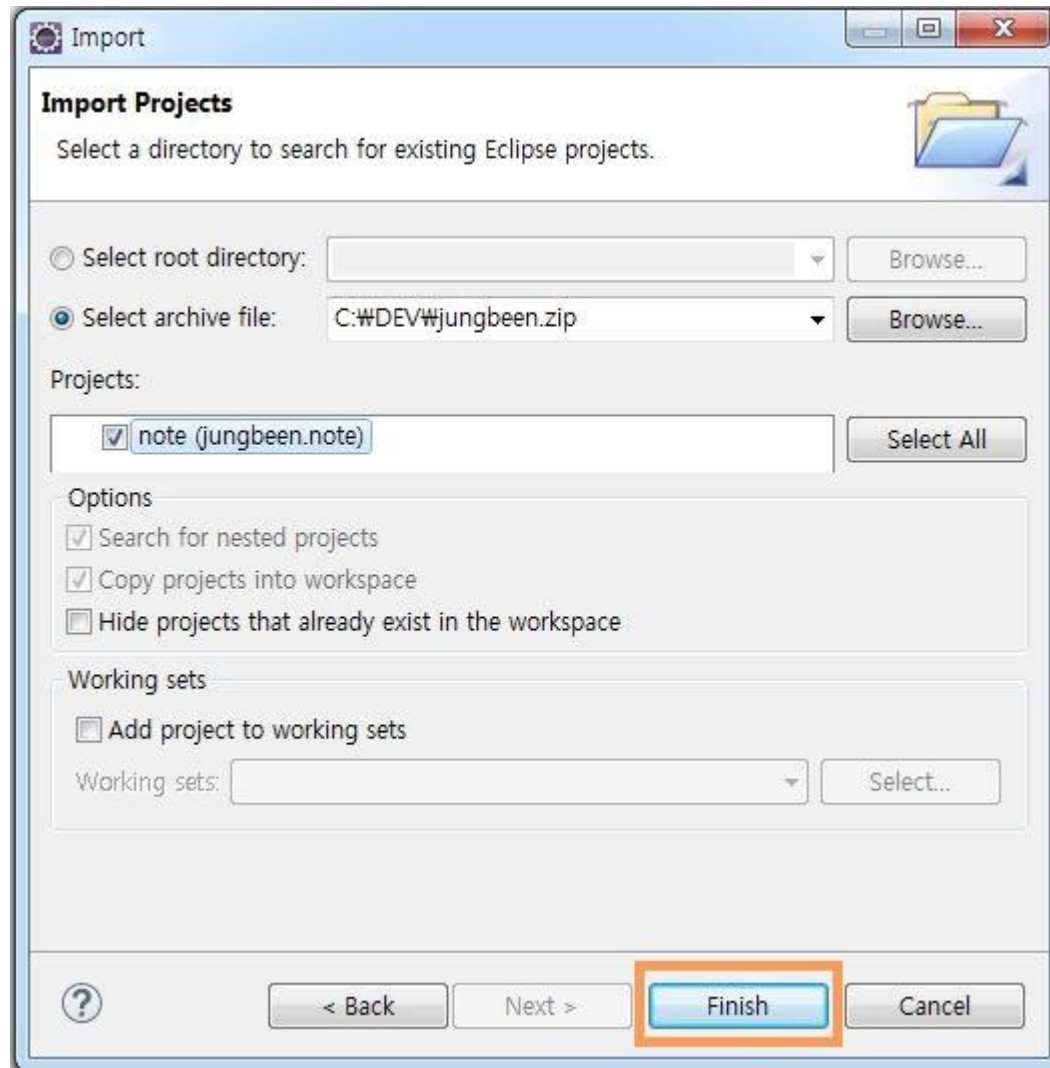 Import
Import Projects
Select a directory to search for existing Eclipse projects.
Select root directory:
Browse...
Select archive file: C:₩DEV₩jungbeen.zip
Browse...
Projects:
note (jungbeen.note)
Select All
Options
Search for nested projects
Copy projects into workspace
Hide projects that already exist in the workspace
Working sets
Add project to working sets
Working sets:
Select...
?
< Back
Next >
Finish
Cancel